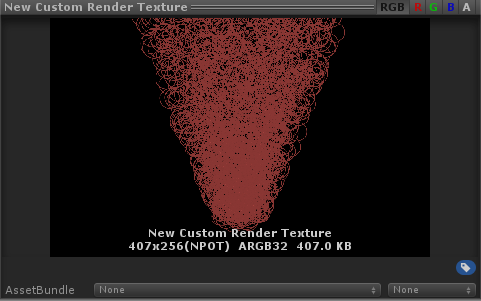 New Custom Render Texture RGB R G B A
New Custom Render Texture
407x256(NPOT) ARGB32 407.0 KB
AssetBundle None None